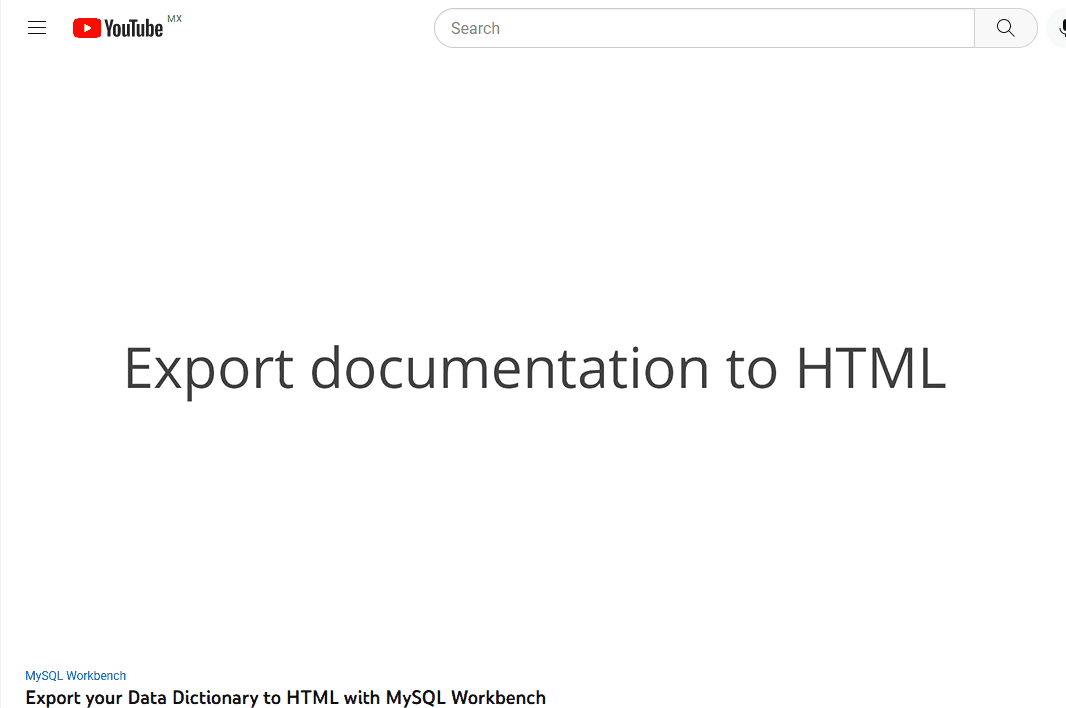 YouTube MX
Search
Export documentation to HTML
MySQL Workbench
Export your Data Dictionary to HTML with MySQL Workbench